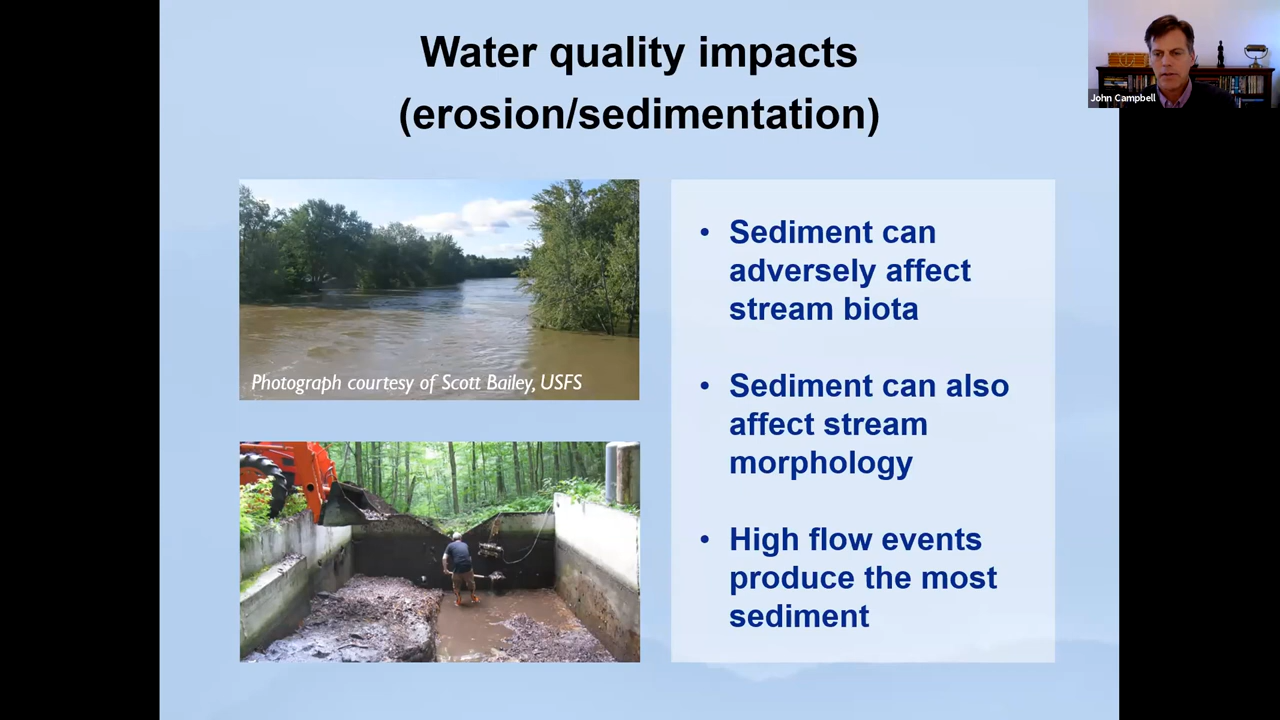 Water quality impacts
(erosion/sedimentation)
John Campbell
Photograph courtesy of Scott Bailey, USFS
• Sediment can
adversely affect
stream biota
• Sediment can also
affect stream
morphology
• High flow events
produce the most
sediment